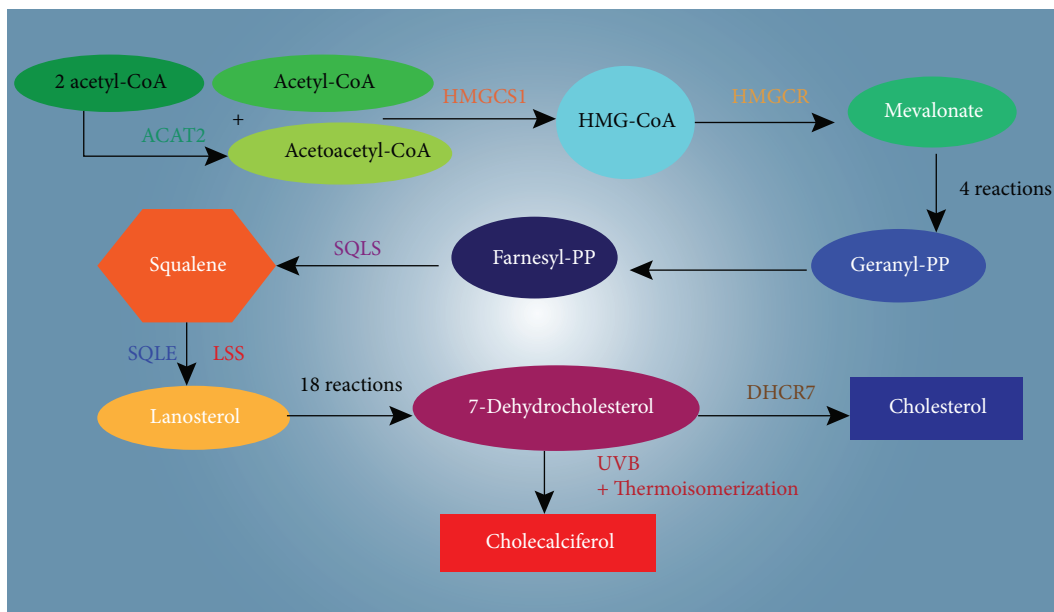 2 acetyl-CoA
Acetyl-CoA
+
Acetoacetyl-CoA
ACAT2
HMGCS1
HMG-CoA
HMGCR
Mevalonate
4 reactions
Geranyl-PP
Farnesyl-PP
SQLS
Squalene
SQLE
LSS
Lanosterol
18 reactions
7-Dehydrocholesterol
DHCR7
Cholesterol
UVB
+ Thermoisomerization
Cholecalciferol